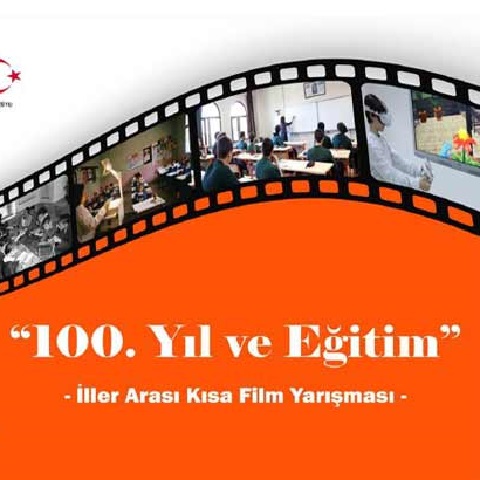 “100. Yıl ve Eğitim”
- İller Arası Kısa Film Yarışması -